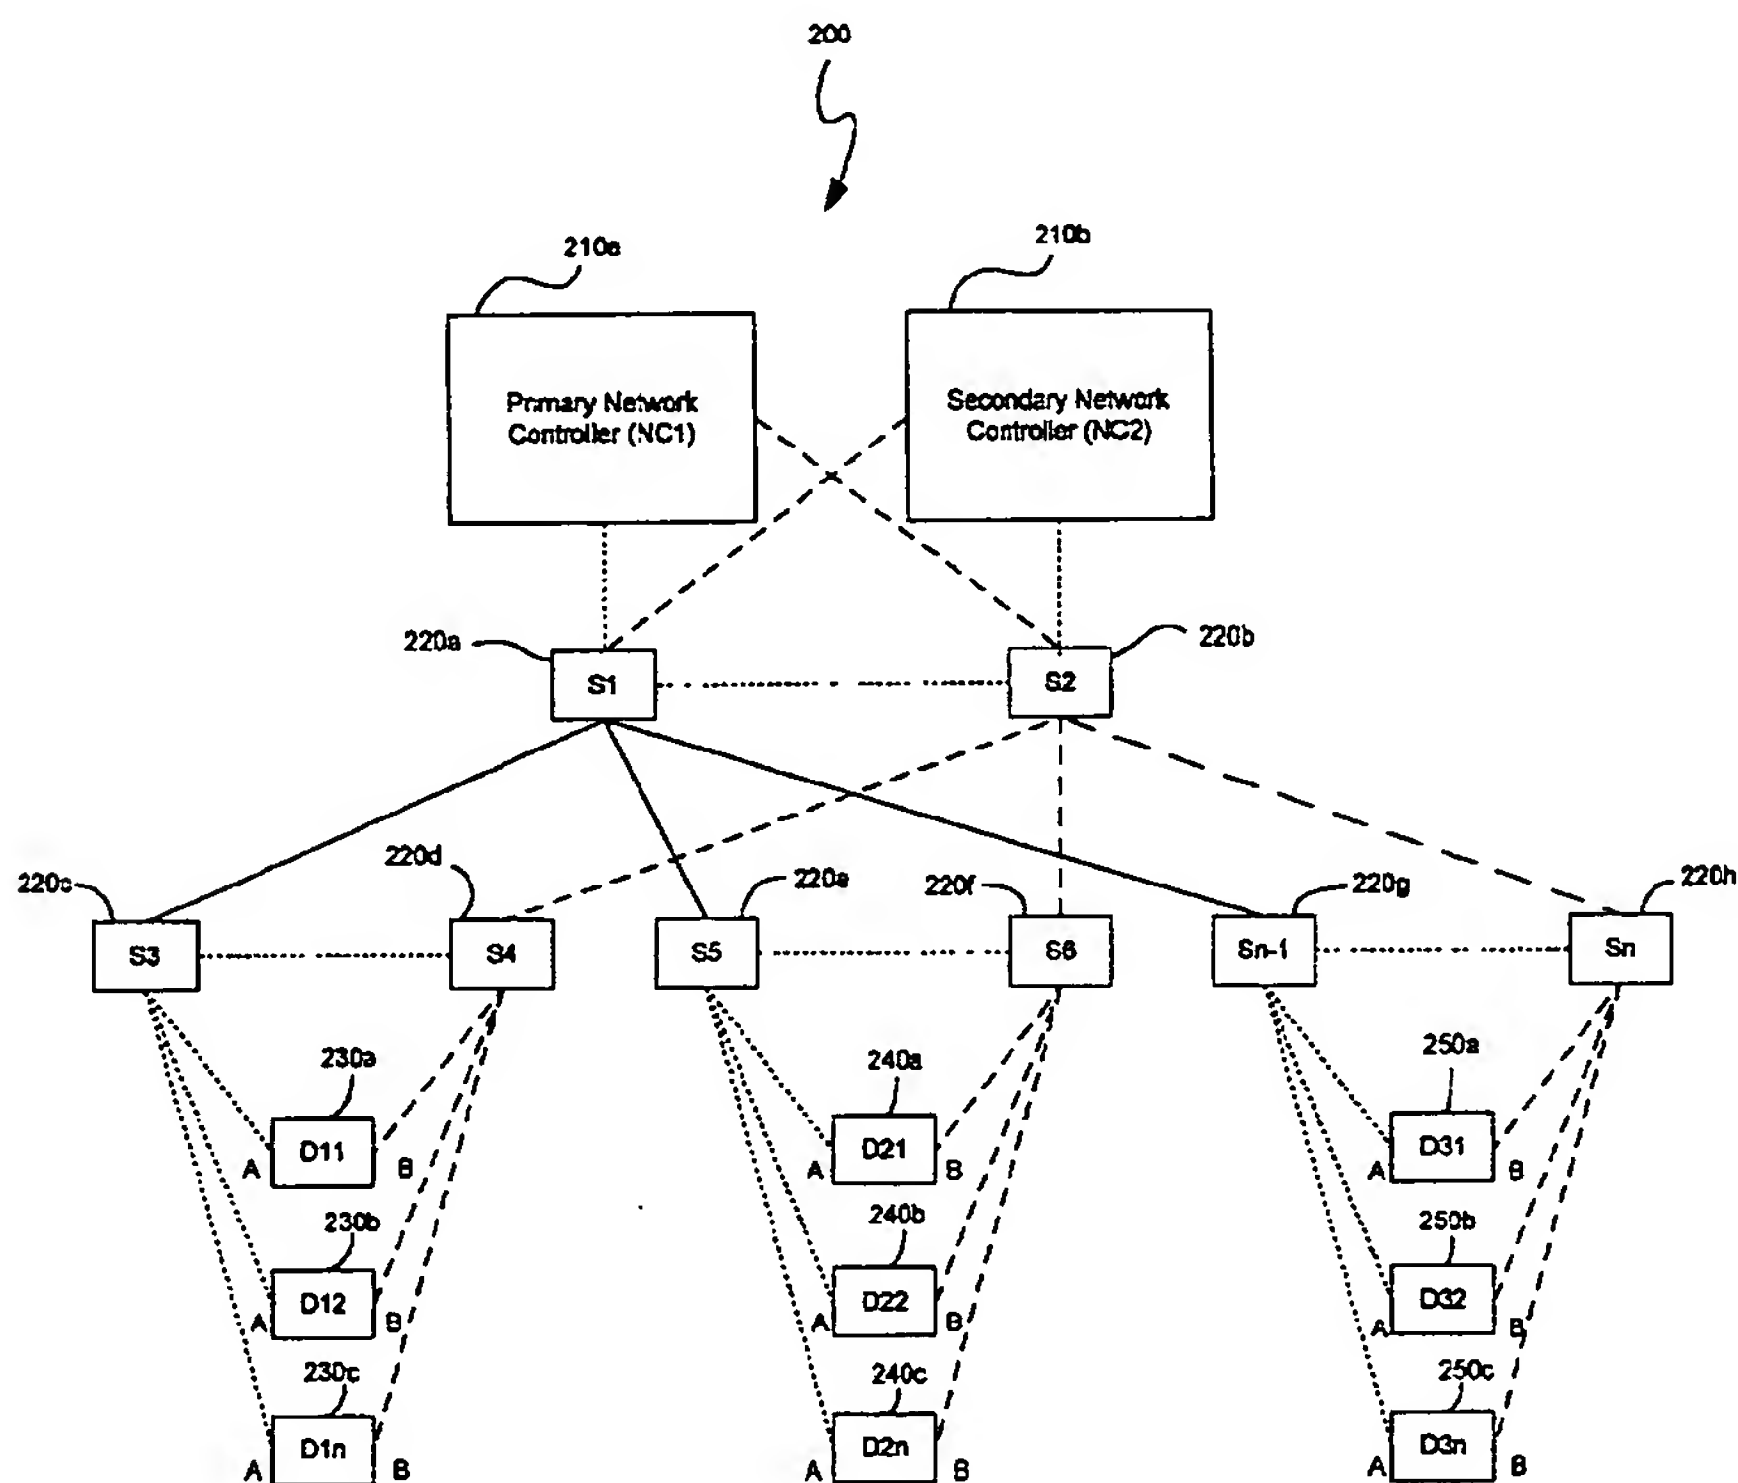 200
210a
210b
Primary Network
Controller (NC1)
Secondary Network
Controller (NC2)
220a
220b
S1
S2
220c
220d
220e
220f
220g
220h
S3
S4
S5
S6
Sn-1
Sn
230a
240a
250a
D11
D21
D31
A
B
A
B
A
B
230b
240b
250b
D12
D22
D32
A
B
A
B
A
B
230c
240c
250c
D1n
D2n
D3n
A
B
A
B
A
B